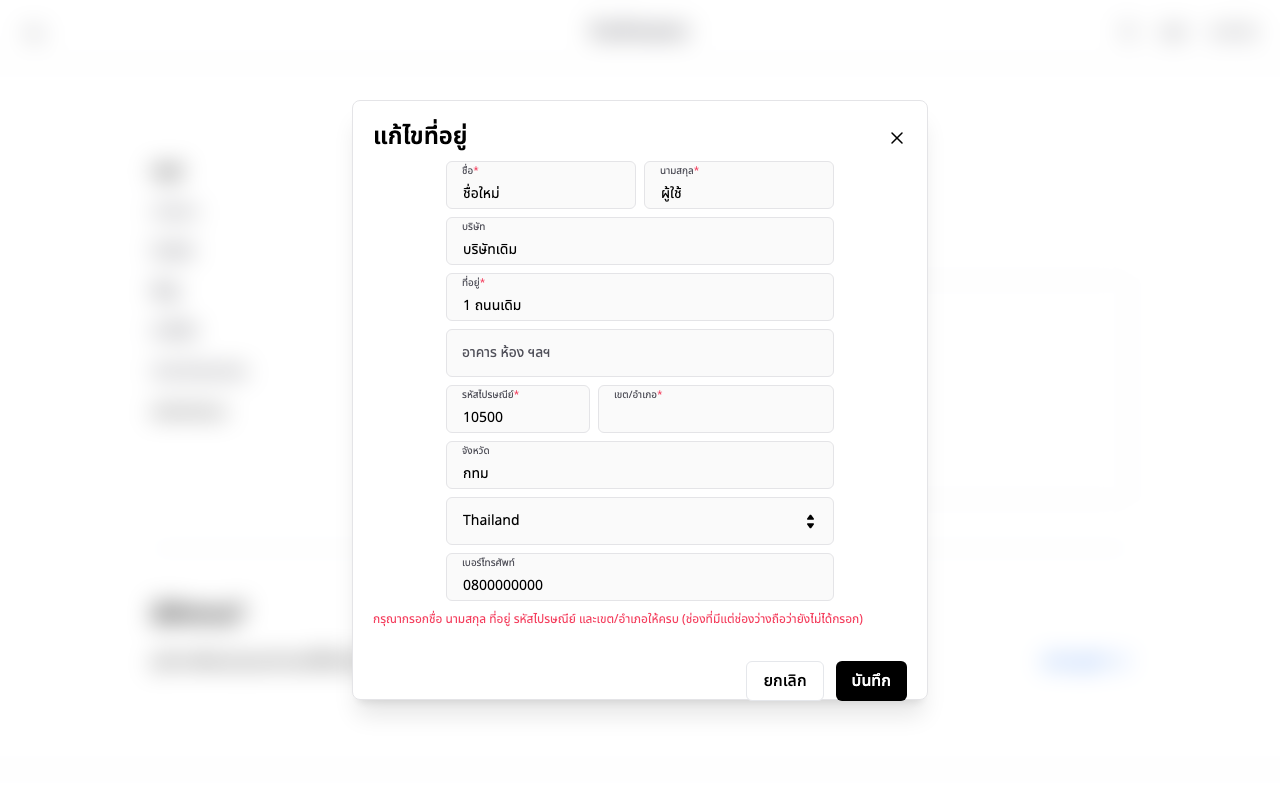 แก้ไขที่อยู่
ชื่อ* นามสกุล*
ชื่อใหม่ ผู้ใช้
บริษัท
บริษัทเดิม
ที่อยู่*
1 ถนนเดิม
อาคาร ห้อง ฯลฯ
รหัสไปรษณีย์* เขต/อำเภอ*
10500
จังหวัด
กทม
Thailand
เบอร์โทรศัพท์
0800000000
กรุณากรอกชื่อ นามสกุล ที่อยู่ รหัสไปรษณีย์ และเขต/อำเภอให้ครบ (ช่องที่มีแต่ช่องว่างถือว่ายังไม่ได้กรอก)
ยกเลิก บันทึก